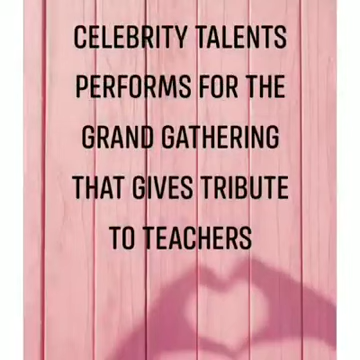 CELEBRITY TALENTS
PERFORMS FOR THE
GRAND GATHERING
THAT GIVES TRIBUTE
TO TEACHERS